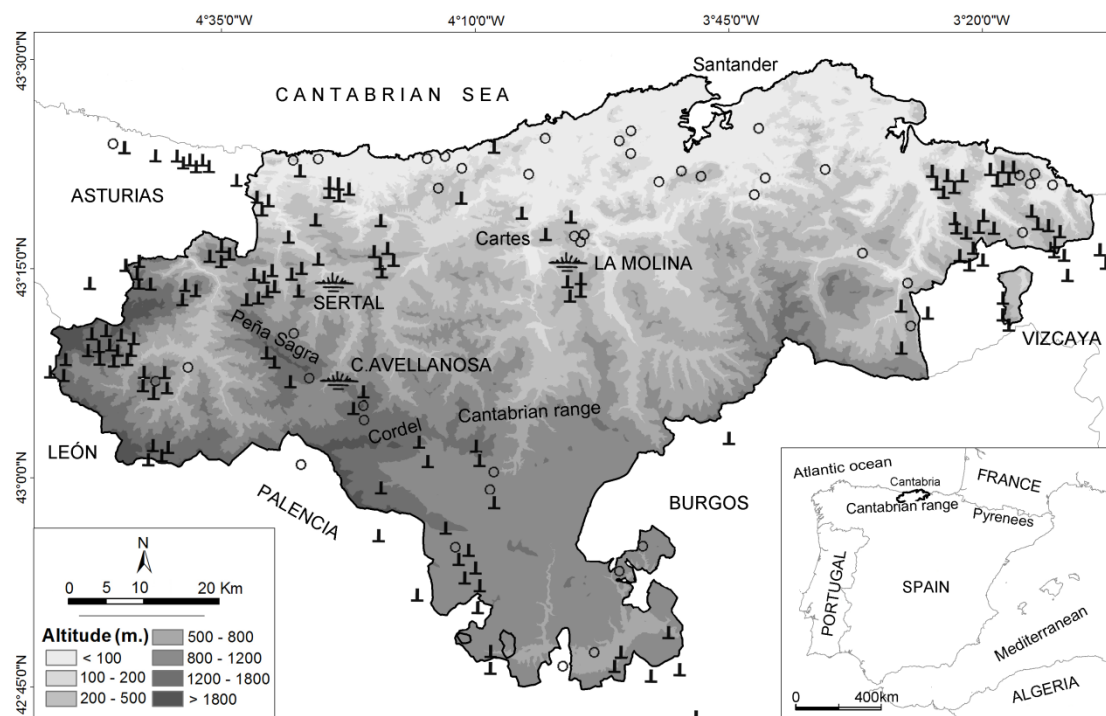 4°35'0"W
4°10'0"W
3°45'0"W
3°20'0"W
43°30'0"N
43°15'0"N
43°0'0"N
42°45'0"N
Santander
CANTABRIAN SEA
ASTURIAS
Cartes
LA MOLINA
SERTAL
Peña Sagra
C.AVELLANOSA
VIZCAYA
Cantabrian range
Cordel
LEÓN
PALENCIA
BURGOS
N
0 5 10 20 Km
Altitude (m.)
< 100
100 - 200
200 - 500
500 - 800
800 - 1200
1200 - 1800
> 1800
Atlantic ocean
FRANCE
Cantabria
Cantabrian range
Pyrenees
PORTUGAL
SPAIN
Mediterranean
ALGERIA
0 400km